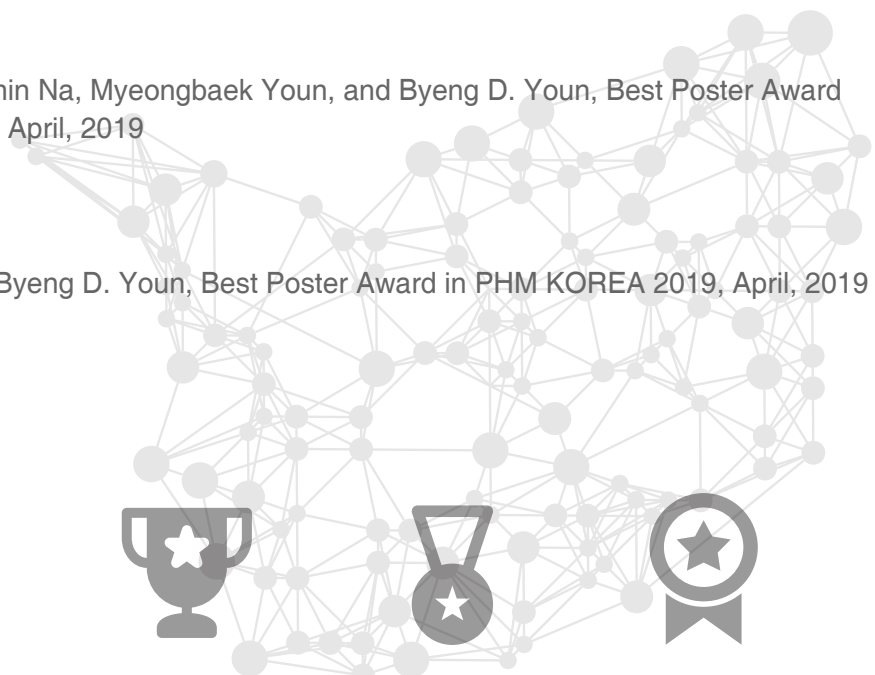 in Na, Myeongbaek Youn, and Byeng D. Youn, Best Poster Award
April, 2019
Byeng D. Youn, Best Poster Award in PHM KOREA 2019, April, 2019